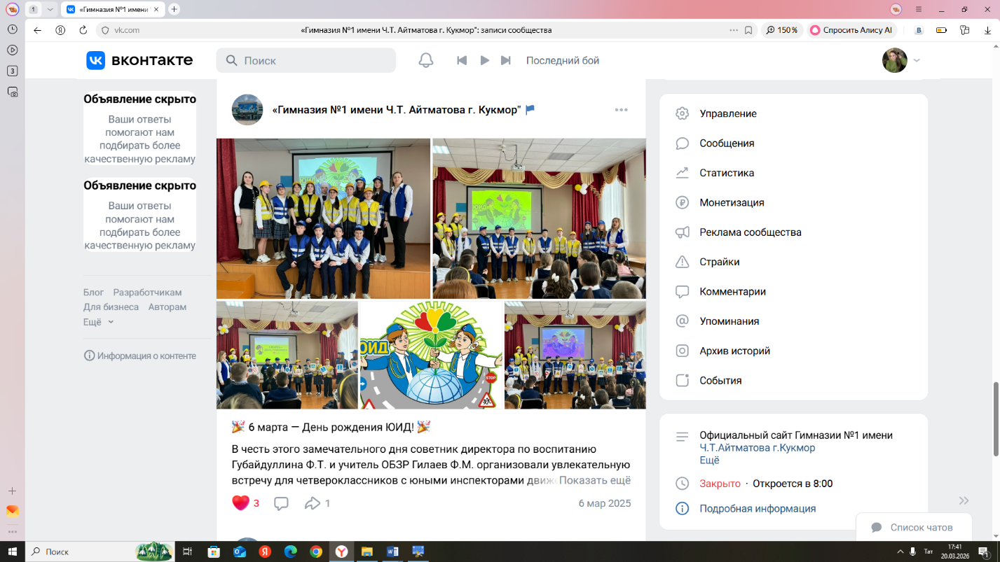 1
«Гимназия №1 имени
vk.com
«Гимназия №1 имени Ч.Т. Айтматова г. Кукмор": записи сообщества
150 %
Спросить Алису AI
B
3
вконтакте
Поиск
Последний бой
Объявление скрыто
Ваши ответы
помогают нам
подбирать более
качественную рекламу
Объявление скрыто
Ваши ответы
помогают нам
подбирать более
качественную рекламу
Блог Разработчикам
Для бизнеса Авторам
Ещё
Информация о контенте
«Гимназия №1 имени Ч.Т. Айтматова г. Кукмор"
ЮИД
STOP
6 марта — День рождения ЮИД!
В честь этого замечательного дня советник директора по воспитанию
Губайдуллина Ф.Т. и учитель ОБЗР Гилаев Ф.М. организовали увлекательную
встречу для четвероклассников с юными инспекторами движе Показать ещё
3
1
6 мар 2025
Управление
Сообщения
Статистика
Монетизация
Реклама сообщества
Страйки
Комментарии
Упоминания
Архив историй
События
Официальный сайт Гимназии №1 имени
Ч.Т.Айтматова г.Кукмор
Ещё
Закрыто · Откроется в 8:00
Подробная информация
Список чатов
Поиск
Тат
17:41
20.03.2026
1